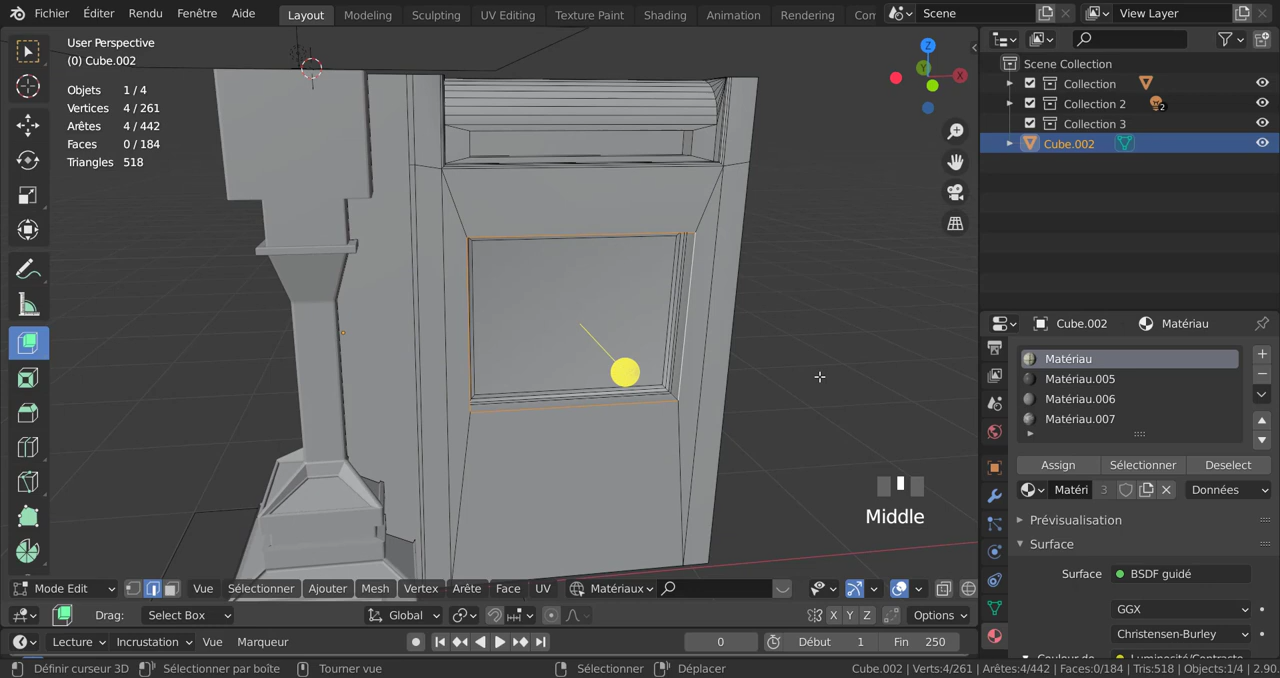 Fichier Éditer Rendu Fenêtre Aide Layout Modeling Sculpting UV Editing Texture Paint Shading Animation Rendering Scene View Layer
User Perspective
(0) Cube.002
Objets 1 / 4
Vertices 4 / 261
Arêtes 4 / 442
Faces 0 / 184
Triangles 518
Z
Y
X
Scene Collection
Collection
Collection 2 2
Collection 3
Cube.002
Cube.002 Matériau
Matériau
Matériau.005
Matériau.006
Matériau.007
Assign Sélectionner Deselect
Matéri 3 Données
Prévisualisation
Surface
Surface BSDF guidé
GGX
Christensen-Burley
Middle
Mode Edit Vue Sélectionner Ajouter Mesh Vertex Arête Face UV Matériaux
Drag: Select Box Global X Y Z Options
Lecture Incrustation Vue Marqueur 0 Début 1 Fin 250
Définir curseur 3D Sélectionner par boîte Tourner vue Sélectionner Déplacer Cube.002 | Verts:4/261 | Arêtes:4/442 | Faces:0/184 | Tris:518 | Objects:1/4 | 2.90.